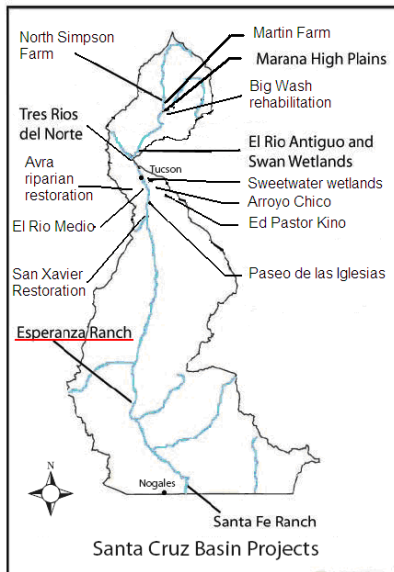 North Simpson
Farm
Martin Farm
Marana High Plains
Big Wash
rehabilitation
Tres Rios
del Norte
El Rio Antiguo and
Swan Wetlands
Avra
riparian
restoration
Tucson
Sweetwater wetlands
Arroyo Chico
El Rio Medio
Ed Pastor Kino
San Xavier
Restoration
Paseo de las Iglesias
Esperanza Ranch
N
Nogales
Santa Fe Ranch
Santa Cruz Basin Projects